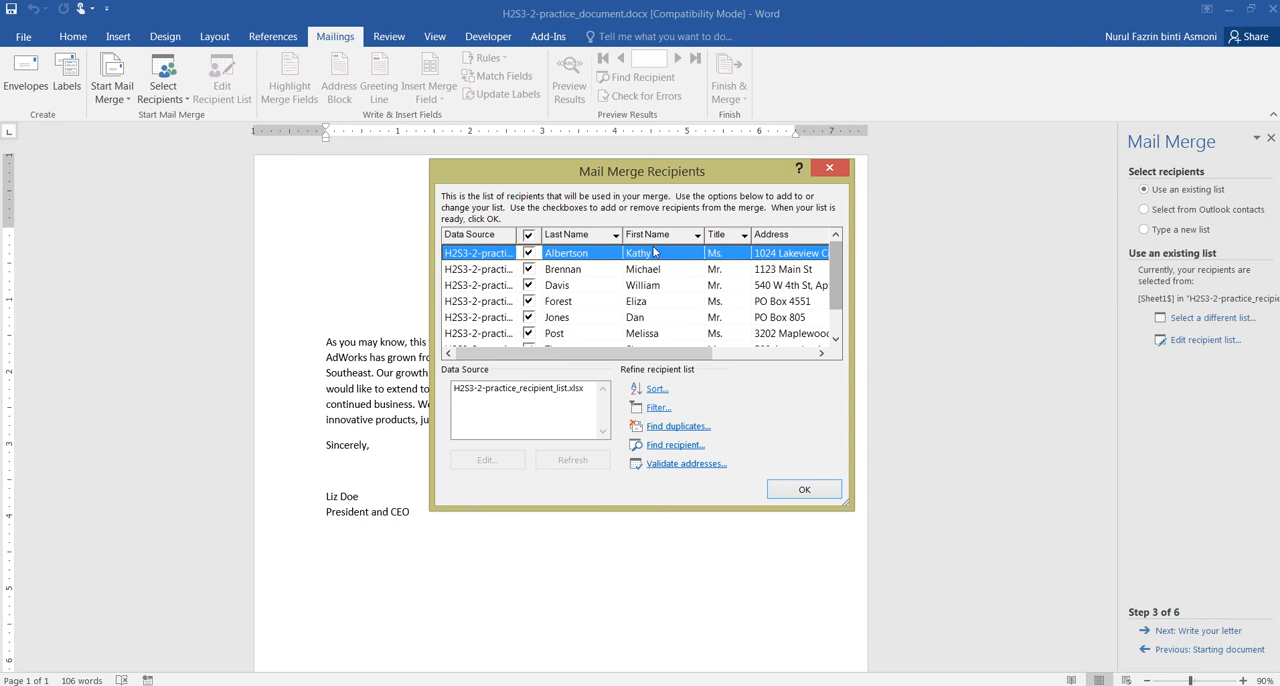 H2S3-2-practice_document.docx [Compatibility Mode] - Word
File Home Insert Design Layout References Mailings Review View Developer Add-Ins Tell me what you want to do... Nurul Fazrin binti Asmoni Share
Envelopes Labels
Create
Start Mail Merge
Select Recipients
Edit Recipient List
Start Mail Merge
Highlight Merge Fields
Address Block
Greeting Line
Insert Merge Field
Rules
Match Fields
Update Labels
Write & Insert Fields
Preview Results
Find Recipient
Check for Errors
Preview Results
Finish & Merge
Finish
1 1 2 3 4 5 6 7
As you may know, this
AdWorks has grown fro
Southeast. Our growth
would like to extend to
continued business. We
innovative products, ju
Sincerely,
Liz Doe
President and CEO
Mail Merge Recipients
This is the list of recipients that will be used in your merge. Use the options below to add to or
change your list. Use the checkboxes to add or remove recipients from the merge. When your list is
ready, click OK.
Data Source Last Name First Name Title Address
H2S3-2-practi... Albertson Kathy Ms. 1024 Lakeview C
H2S3-2-practi... Brennan Michael Mr. 1123 Main St
H2S3-2-practi... Davis William Mr. 540 W 4th St, Ap
H2S3-2-practi... Forest Eliza Ms. PO Box 4551
H2S3-2-practi... Jones Dan Mr. PO Box 805
H2S3-2-practi... Post Melissa Ms. 3202 Maplewood
Data Source
H2S3-2-practice_recipient_list.xlsx
Edit... Refresh
Refine recipient list
Sort...
Filter...
Find duplicates...
Find recipient...
Validate addresses...
OK
Mail Merge
Select recipients
Use an existing list
Select from Outlook contacts
Type a new list
Use an existing list
Currently, your recipients are
selected from:
[Sheet1$] in "H2S3-2-practice_recipie
Select a different list...
Edit recipient list...
Step 3 of 6
Next: Write your letter
Previous: Starting document
Page 1 of 1 106 words 90%